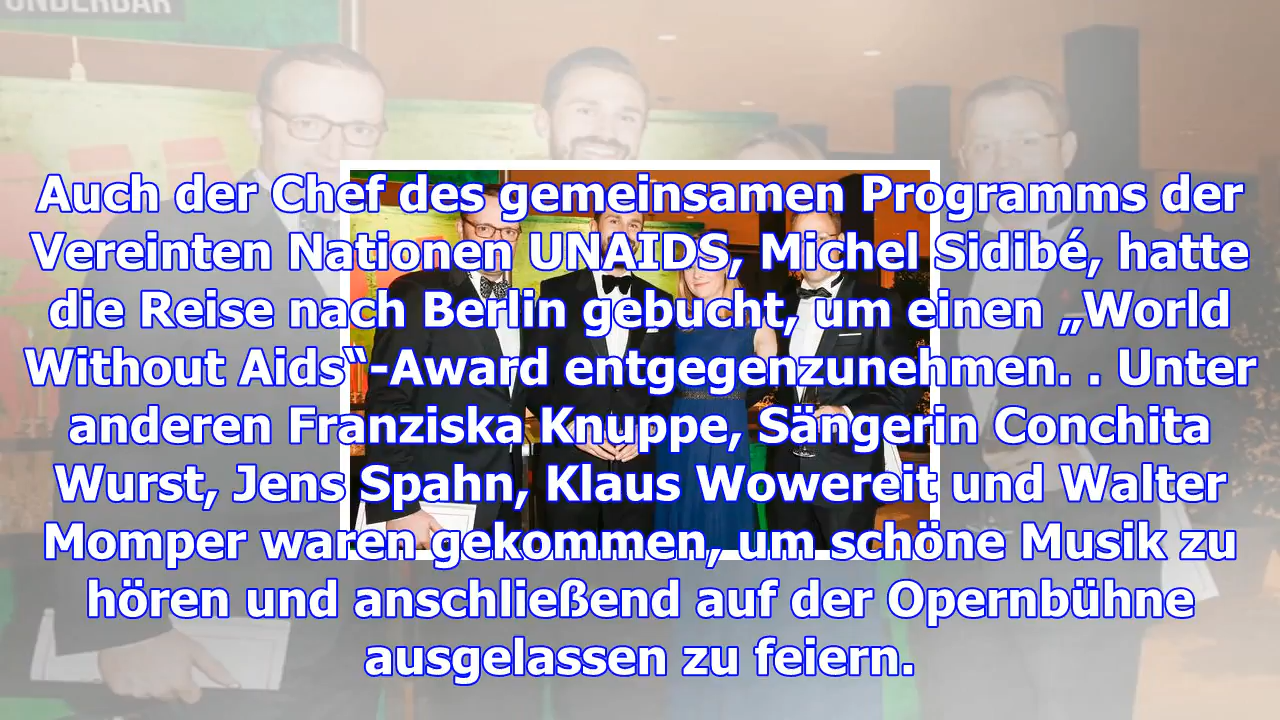 UNDERBAR
Auch der Chef des gemeinsamen Programms der
Vereinten Nationen UNAIDS, Michel Sidibé, hatte
die Reise nach Berlin gebucht, um einen „World
Without Aids“-Award entgegenzunehmen. . Unter
anderen Franziska Knuppe, Sängerin Conchita
Wurst, Jens Spahn, Klaus Wowereit und Walter
Momper waren gekommen, um schöne Musik zu
hören und anschließend auf der Opernbühne
ausgelassen zu feiern.